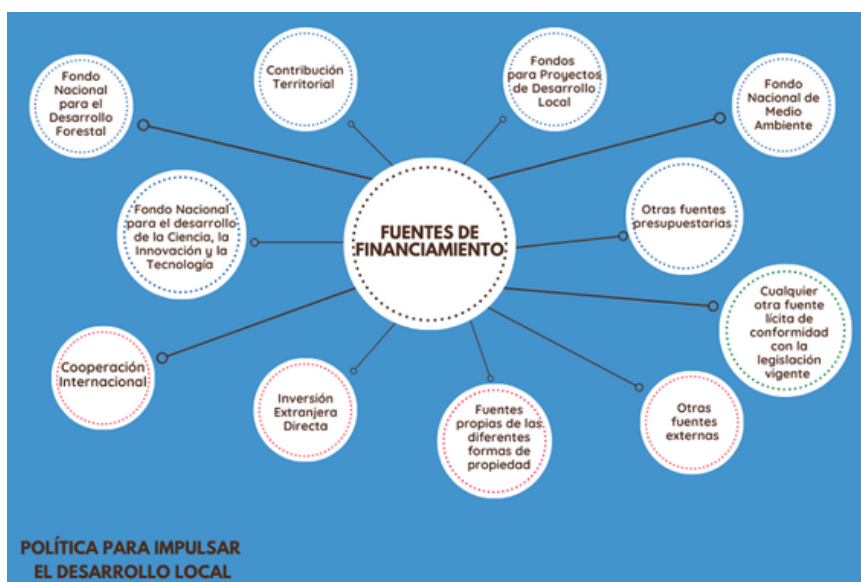 Fondo
Nacional
para el
Desarrollo
Forestal
Contribución
Territorial
Fondos
para Proyectos
de Desarrollo
Local
Fondo
Nacional de
Medio
Ambiente
Fondo Nacional
para el desarrollo
de la Ciencia, la
Innovación y la
Tecnología
FUENTES DE
FINANCIAMIENTO
Otras fuentes
presupuestarias
Cualquier
otra fuente
lícita de
conformidad
con la
legislación
vigente
Cooperación
Internacional
Inversión
Extranjera
Directa
Fuentes
propias de las
diferentes
formas de
propiedad
Otras
fuentes
externas
POLÍTICA PARA IMPULSAR
EL DESARROLLO LOCAL